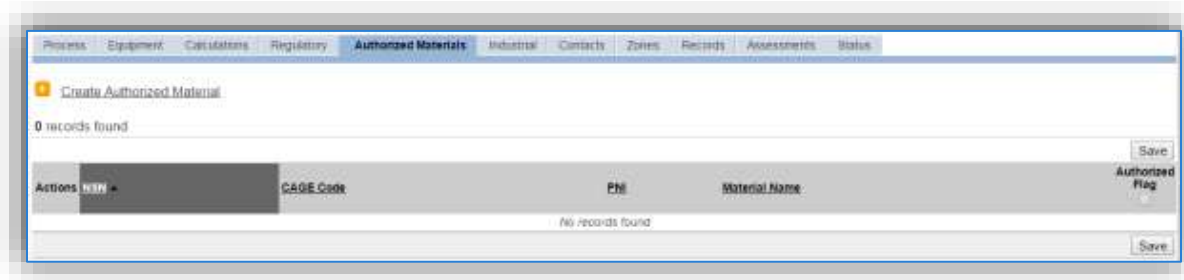 Process Equipment Calculations Regulatory Authorized Materials Industrial Contacts Zones Records Assessments Status
Create Authorized Material
0 records found
Save
Actions NSN CAGE Code PNI Material Name Authorized Flag
No records found
Save